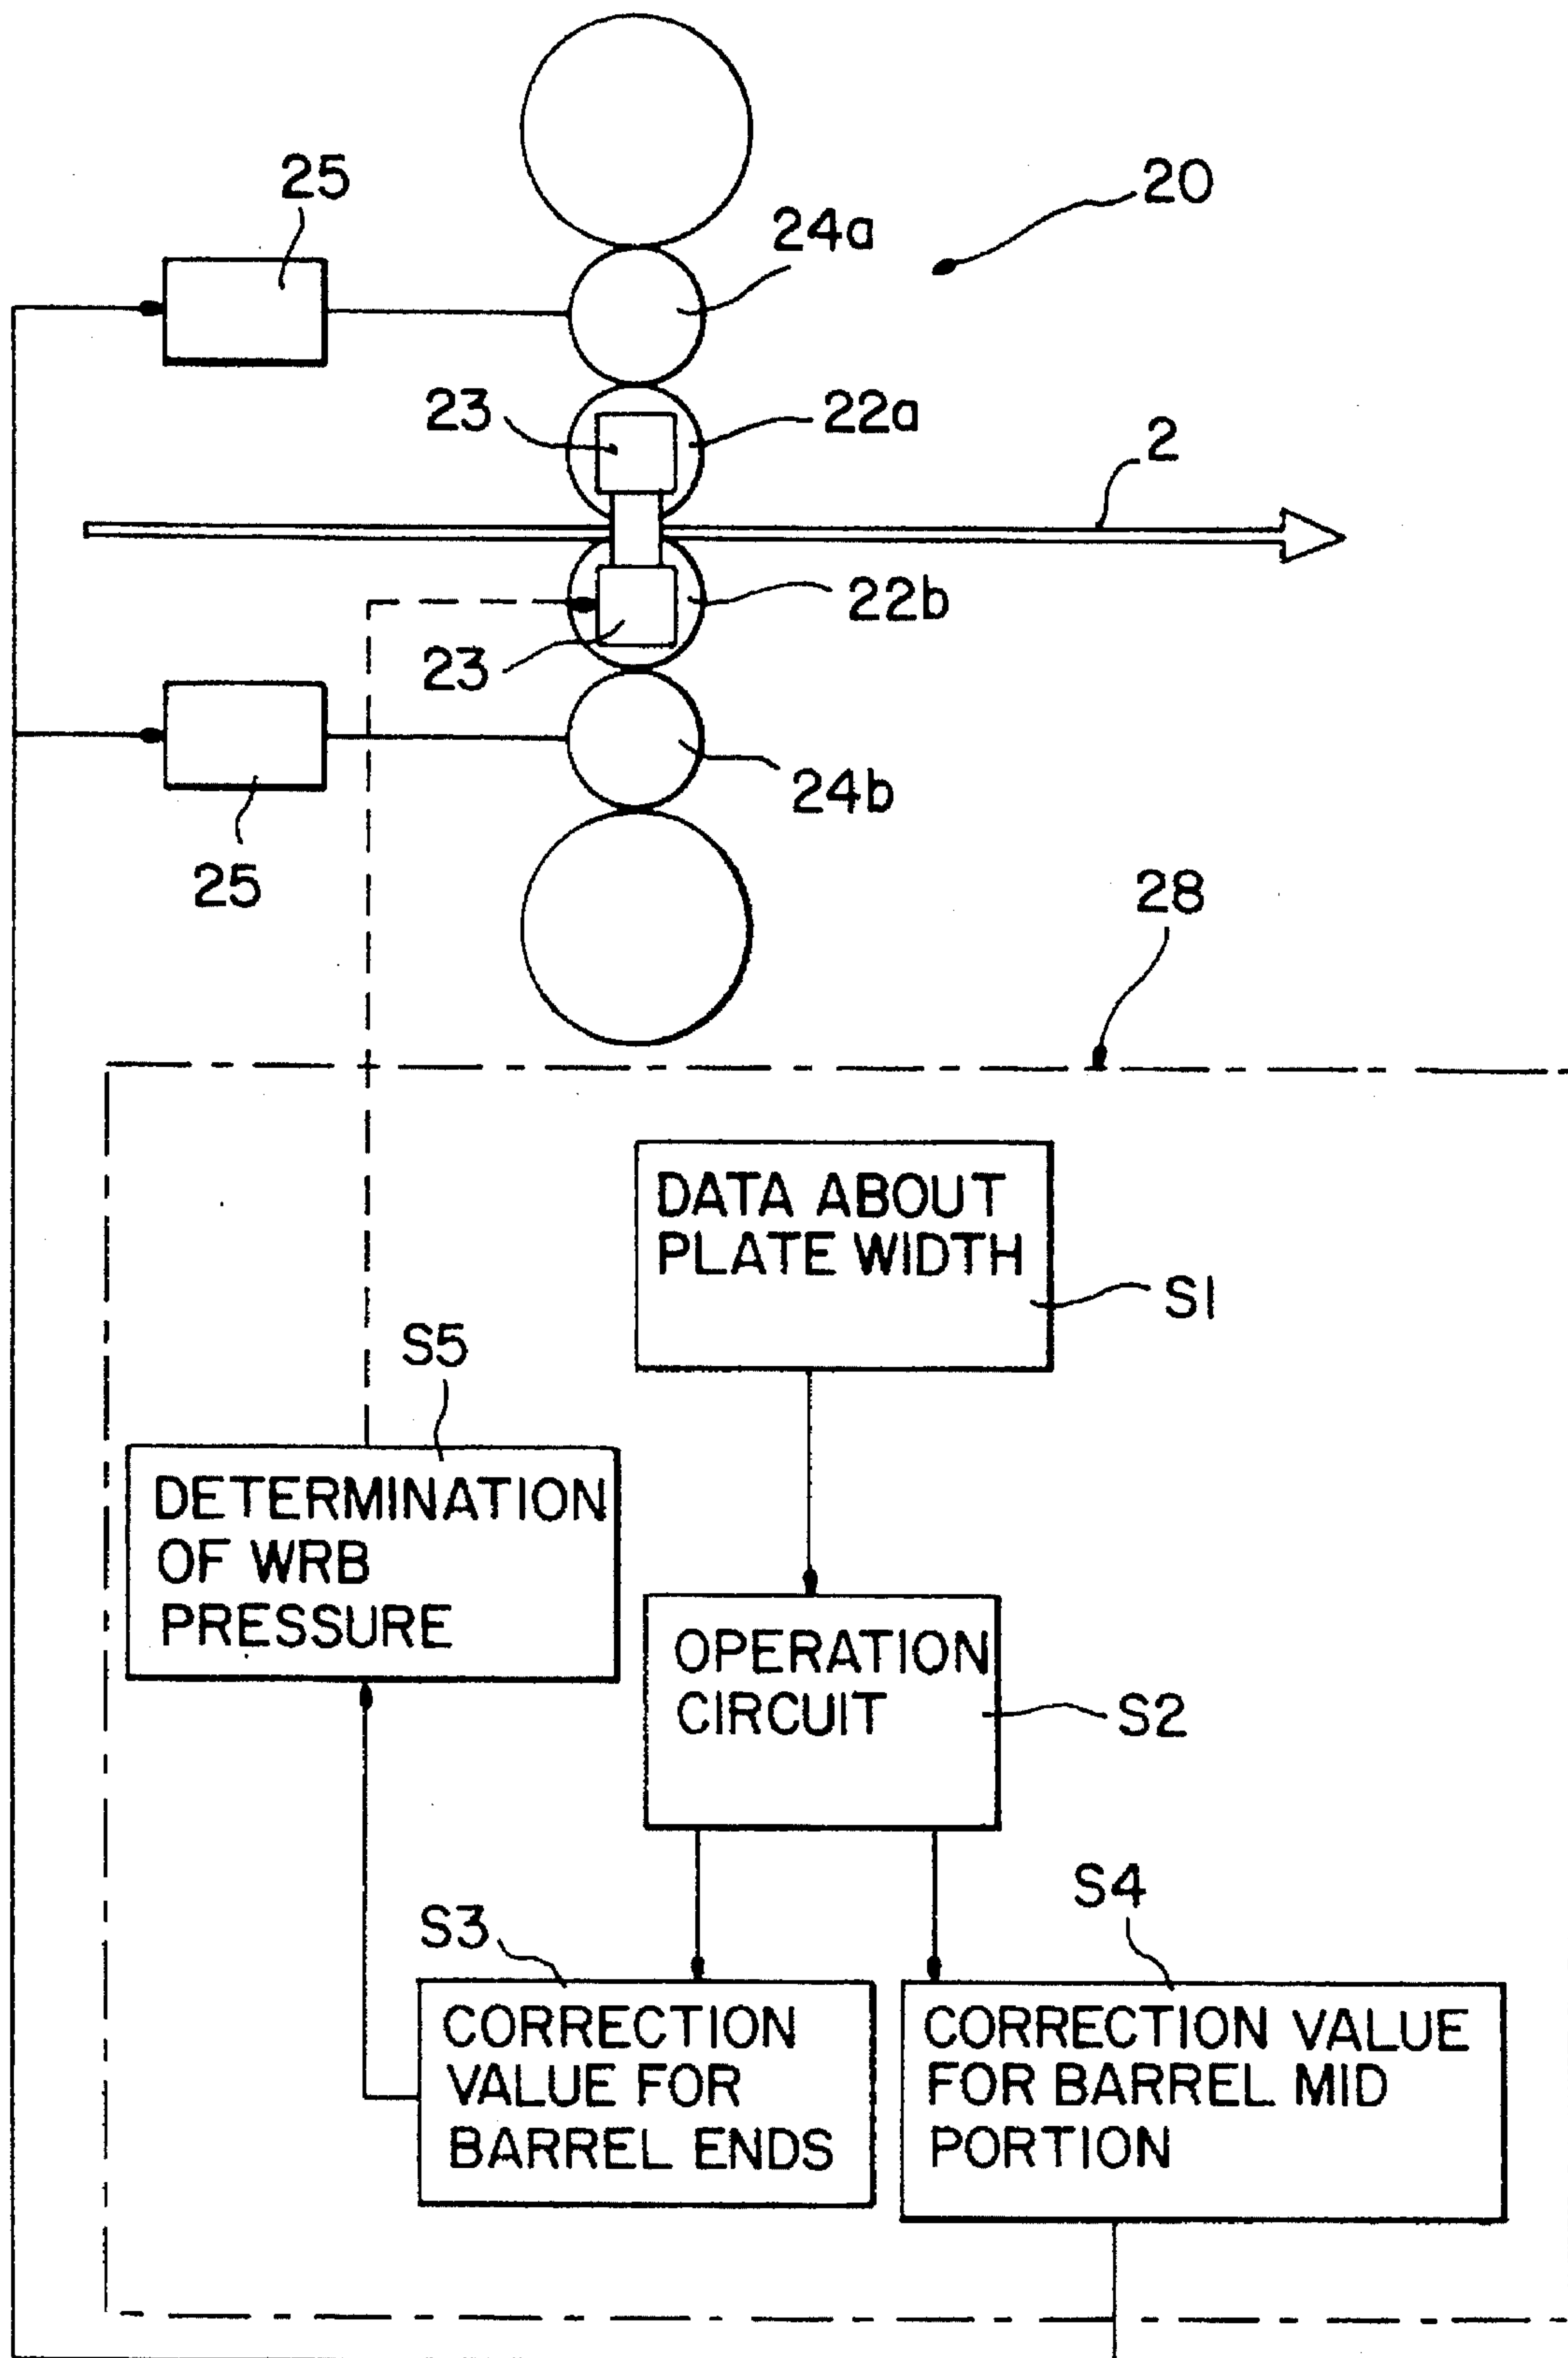 25
20
24a
23
22a
2
22b
23
24b
25
28
DATA ABOUT
PLATE WIDTH
S1
S5
DETERMINATION
OF WRB
PRESSURE
OPERATION
CIRCUIT
S2
S4
S3
CORRECTION
VALUE FOR
BARREL ENDS
CORRECTION VALUE
FOR BARREL MID
PORTION